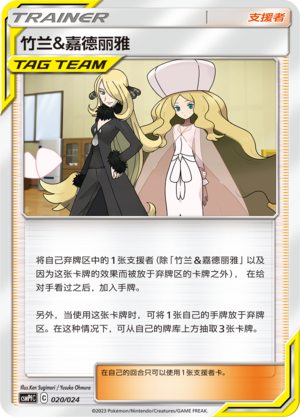 TRAINER
支援者
竹兰&嘉德丽雅
TAG TEAM
将自己弃牌区中的1张支援者（除「竹兰&嘉德丽雅」以及
因为这张卡牌的效果而被放于弃牌区的卡牌之外），在给
对手看过之后，加入手牌。
另外，当使用这张卡牌时，可将1张自己的手牌放于弃牌
区。在这种情况下，可从自己的牌库上方抽取3张卡牌。
Illus.Ken Sugimori / Yusuke Ohmura
CSMPfC C 020/024
在自己的回合只可以使用1张支援者卡。
©2023 Pokémon/Nintendo/Creatures/GAME FREAK.